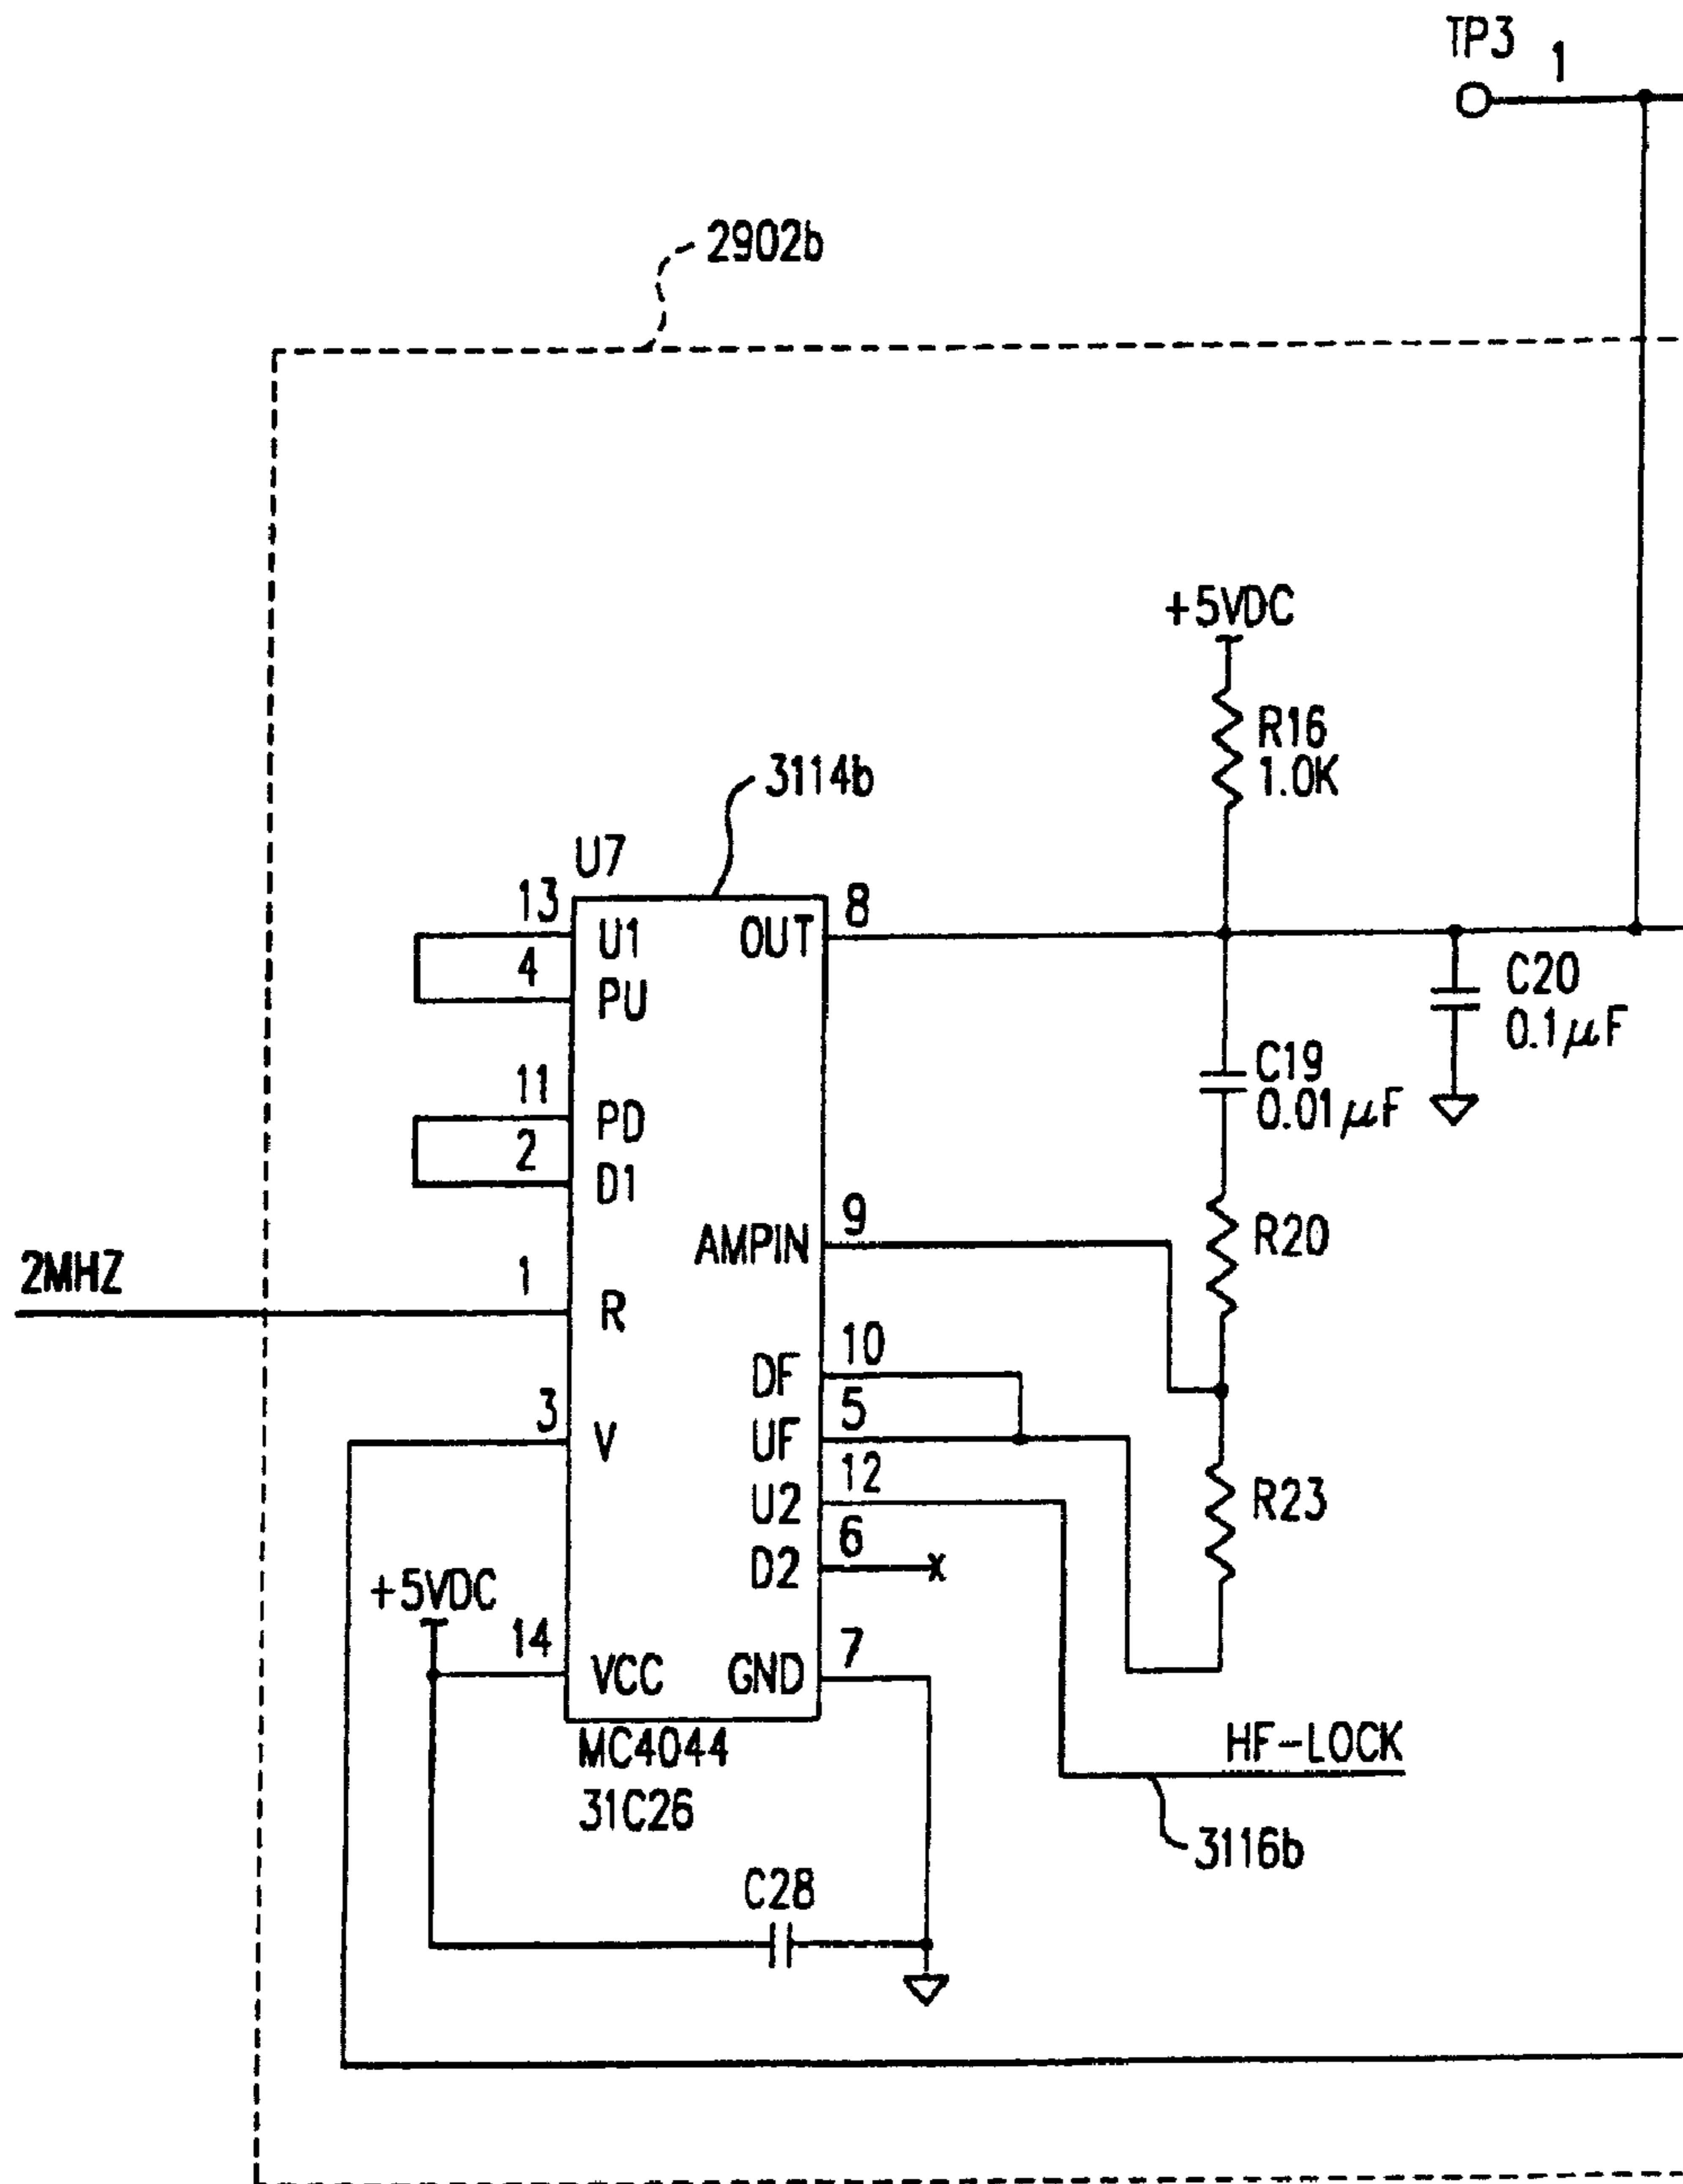 TP3 1
2902b
+5VDC
R16
1.0K
3114b
U7
13
U1
OUT
8
4
PU
C20
0.1μF
C19
0.01μF
11
PD
2
D1
9
AMPIN
R20
2MHZ
1
R
10
DF
3
V
5
UF
12
U2
R23
6
D2
x
+5VDC
14
VCC
GND
7
MC4044
31C26
HF-LOCK
3116b
C28